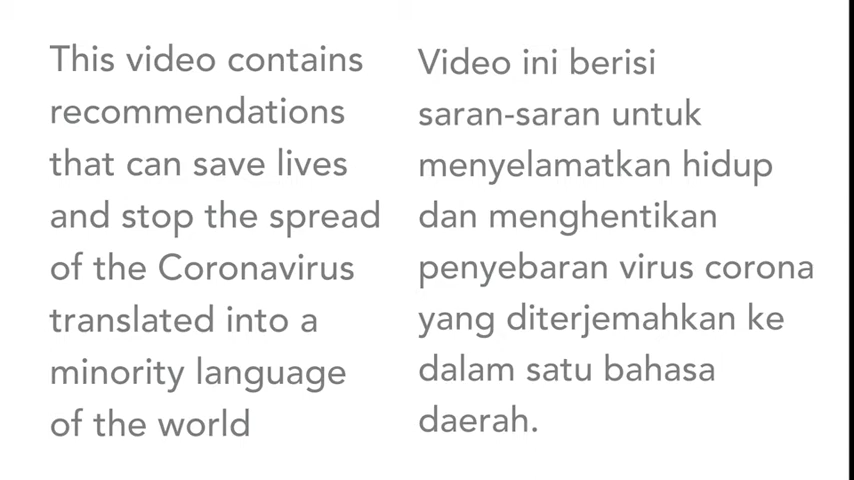 This video contains
recommendations
that can save lives
and stop the spread
of the Coronavirus
translated into a
minority language
of the world
Video ini berisi
saran-saran untuk
menyelamatkan hidup
dan menghentikan
penyebaran virus corona
yang diterjemahkan ke
dalam satu bahasa
daerah.